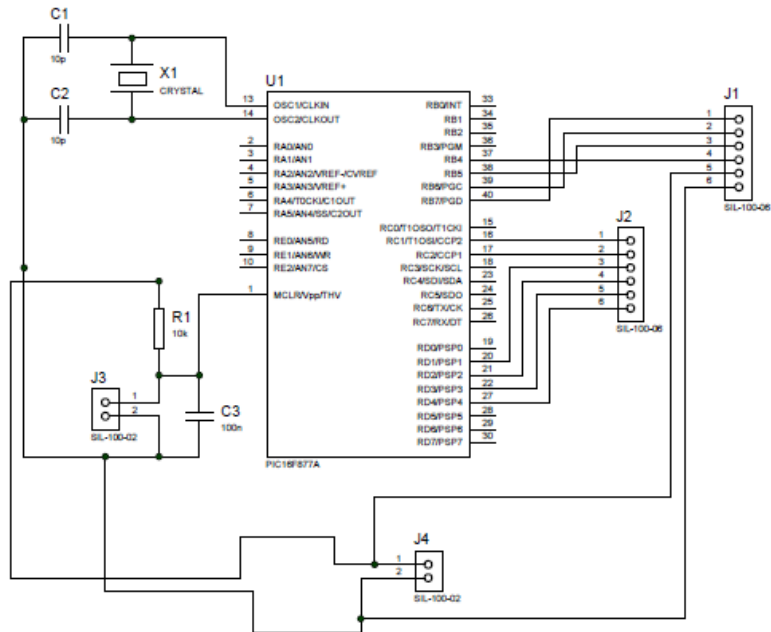 C1
10p
X1
CRYSTAL
C2
10p
U1
13 OSC1/CLKIN
14 OSC2/CLKOUT
2 RA0/AN0
3 RA1/AN1
4 RA2/AN2/VREF-/CVREF
5 RA3/AN3/VREF+
6 RA4/T0CKI/C1OUT
7 RA5/AN4/SS/C2OUT
8 RE0/AN5/RD
9 RE1/AN6/WR
10 RE2/AN7/CS
1 MCLR/Vpp/THV
RB0/INT 33
RB1 34
RB2 35
RB3/PGM 36
RB4 37
RB5 38
RB6/PGC 39
RB7/PGD 40
RC0/T1OSO/T1CKI 15
RC1/T1OSI/CCP2 16
RC2/CCP1 17
RC3/SCK/SCL 18
RC4/SDI/SDA 23
RC5/SDO 24
RC6/TX/CK 25
RC7/RX/DT 26
RD0/PSP0 19
RD1/PSP1 20
RD2/PSP2 21
RD3/PSP3 22
RD4/PSP4 27
RD5/PSP5 28
RD6/PSP6 29
RD7/PSP7 30
PIC16F877A
J1
1
2
3
4
5
6
SIL-100-06
J2
1
2
3
4
5
6
SIL-100-06
R1
10k
J3
1
2
SIL-100-02
C3
100n
J4
1
2
SIL-100-02